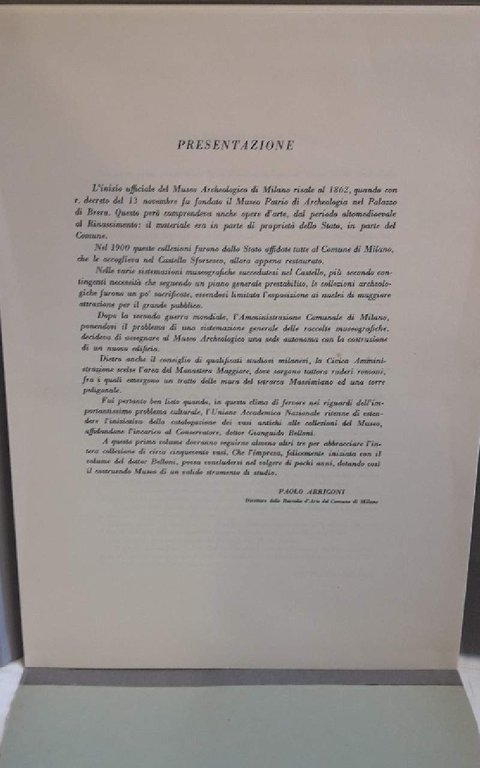 PRESENTAZIONE
L'inizio ufficiale del Museo Archeologico di Milano risale al 1862, quando con
r. decreto del 13 novembre fu fondato il Museo Patrio di Archeologia nel Palazzo
di Brera. Questo però comprendeva anche opere d'arte, dal periodo altomedioevale
al Rinascimento: il materiale era in parte di proprietà dello Stato, in parte del
Comune.
Nel 1900 queste collezioni furono dallo Stato affidate tutte al Comune di Milano,
che le accoglieva nel Castello Sforzesco, allora appena restaurato.
Nelle varie sistemazioni museografiche succedutesi nel Castello, più secondo con-
tingenti necessità che seguendo un piano generale prestabilito, le collezioni archeolo-
giche furono un po' sacrificate, essendosi limitata l'esposizione ai nuclei di maggiore
attrazione per il grande pubblico.
Dopo la seconda guerra mondiale, l'Amministrazione Comunale di Milano,
ponendosi il problema di una sistemazione generale delle raccolte museografiche,
decideva di assegnare al Museo Archeologico una sede autonoma con la costruzione
di un nuovo edificio.
Dietro anche il consiglio di qualificati studiosi milanesi, la Civica Ammini-
strazione scelse l'area del Monastero Maggiore, dove sorgono tuttora ruderi romani,
fra i quali emergono un tratto delle mura del tetrarca Massimiano ed una torre
poligonale.
Fui pertanto ben lieto quando, in questo clima di fervore nei riguardi dell'im-
portantissimo problema culturale, l'Unione Accademica Nazionale ritenne di esten-
dere l'iniziativa della catalogazione dei vasi antichi alle collezioni del Museo,
affidandone l'incarico al Conservatore, dottor Gianguido Belloni.
A questo primo volume dovranno seguirne almeno altri tre per abbracciare l'in-
tera collezione di circa cinquecento vasi. Che l'impresa, felicemente iniziata con il
volume del dottor Belloni, possa concludersi nel volgere di pochi anni, dotando così
il costruendo Museo di un valido strumento di studio.
PAOLO ARRIGONI
Direttore delle Raccolte d'Arte del Comune di Milano